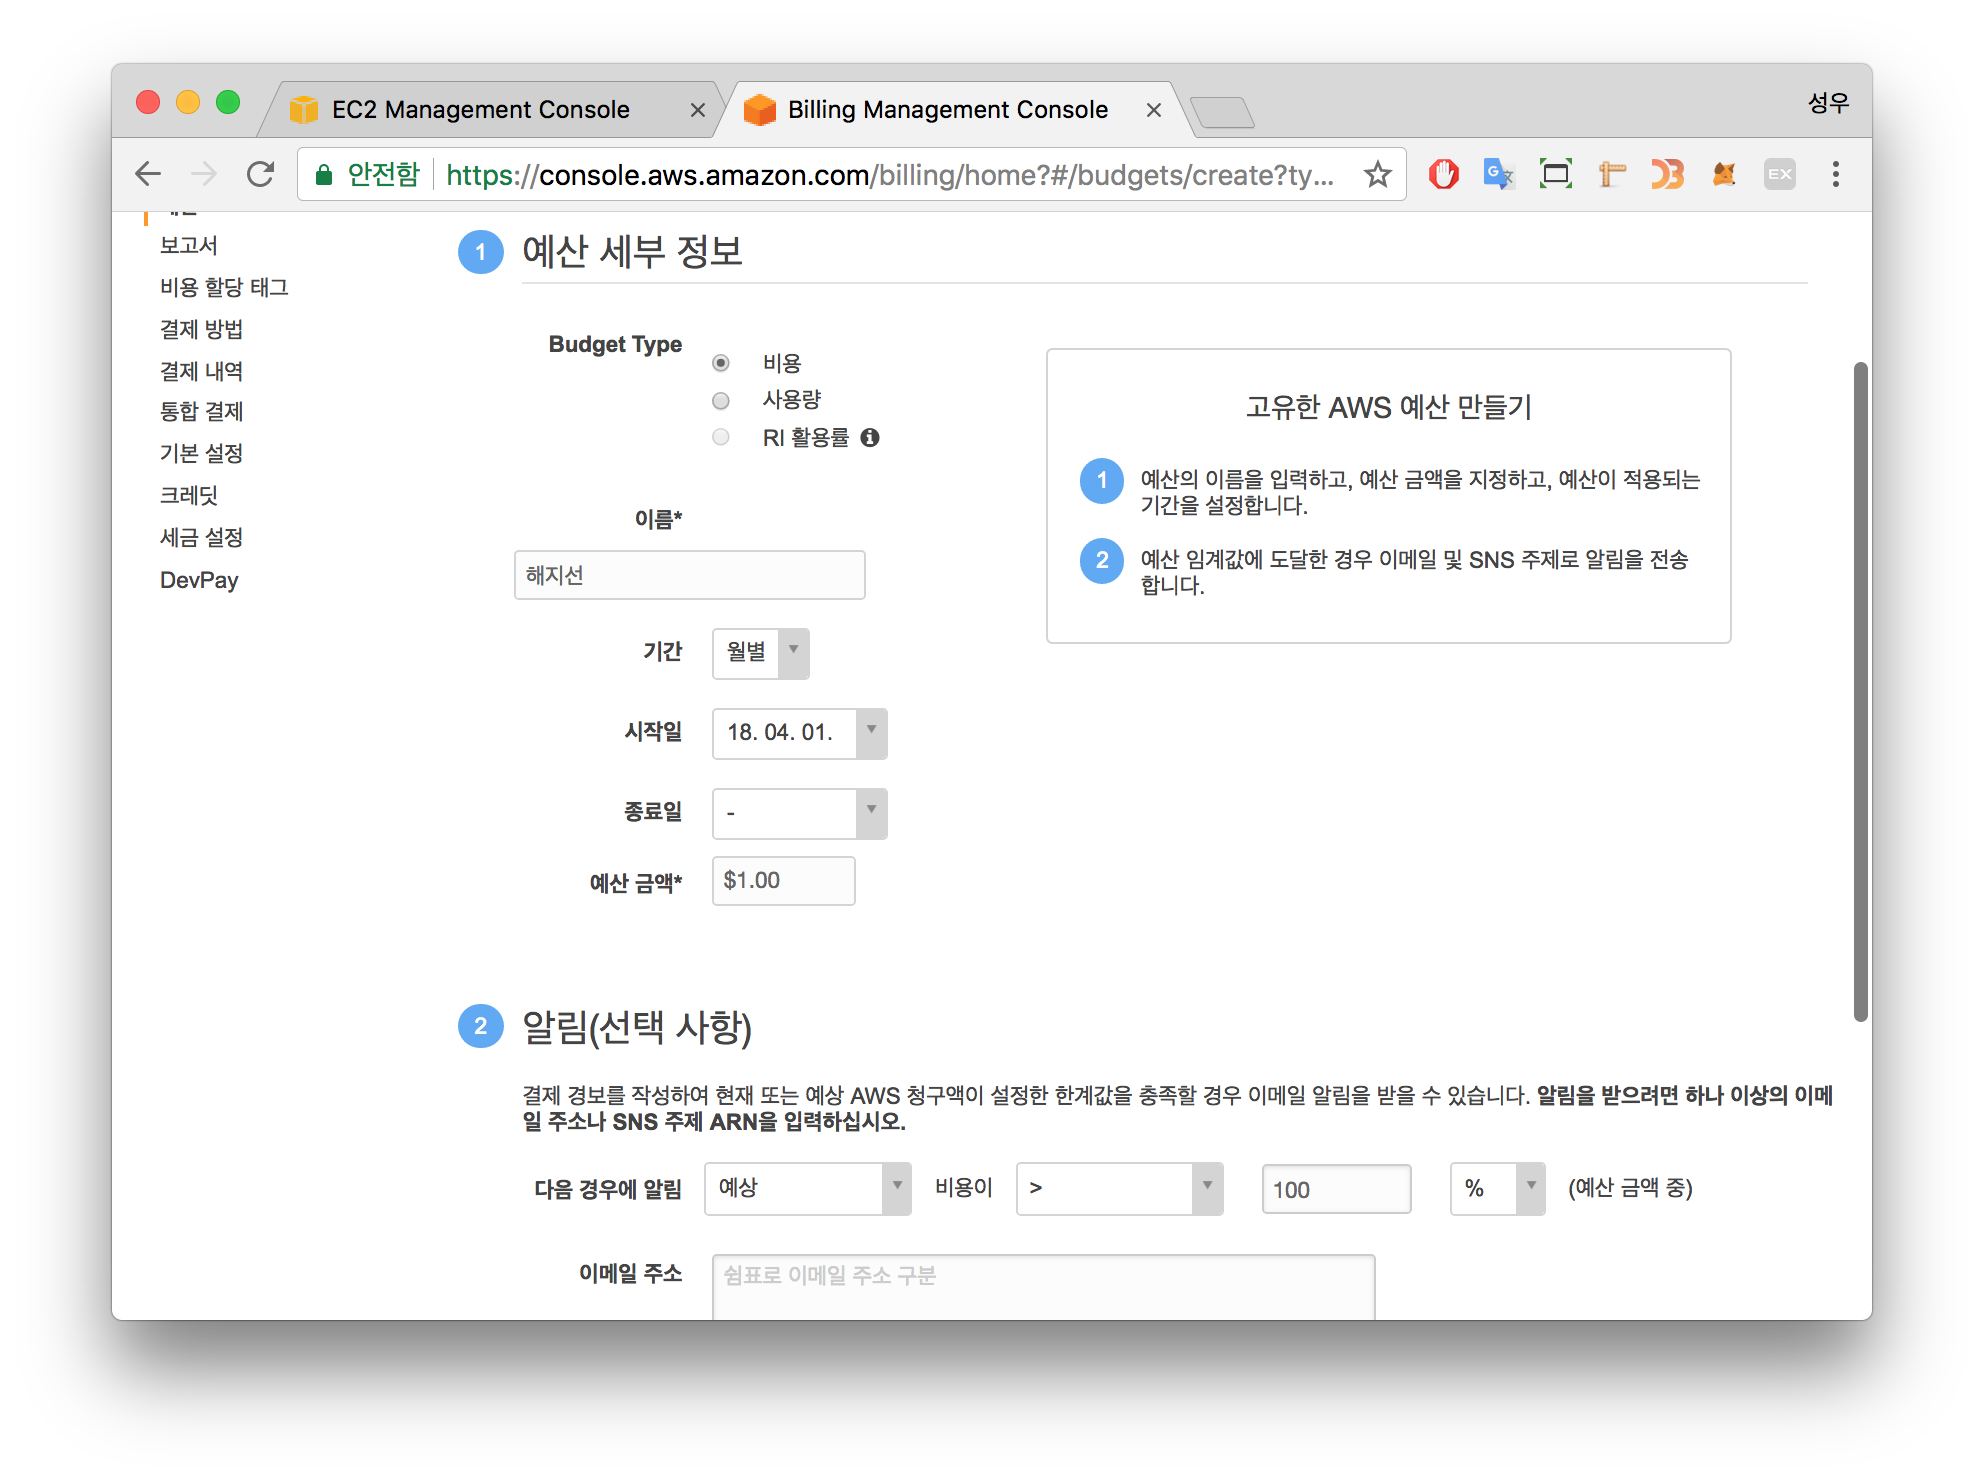 EC2 Management Console
Billing Management Console
성우
안전함
https://console.aws.amazon.com/billing/home?#/budgets/create?ty...
EX
보고서
비용 할당 태그
결제 방법
결제 내역
통합 결제
기본 설정
크레딧
세금 설정
DevPay
1 예산 세부 정보
Budget Type
비용
사용량
RI 활용률
이름*
해지선
기간 월별
시작일 18. 04. 01.
종료일 -
예산 금액* $1.00
고유한 AWS 예산 만들기
1 예산의 이름을 입력하고, 예산 금액을 지정하고, 예산이 적용되는
기간을 설정합니다.
2 예산 임계값에 도달한 경우 이메일 및 SNS 주제로 알림을 전송
합니다.
2 알림(선택 사항)
결제 경보를 작성하여 현재 또는 예상 AWS 청구액이 설정한 한계값을 충족할 경우 이메일 알림을 받을 수 있습니다. 알림을 받으려면 하나 이상의 이메
일 주소나 SNS 주제 ARN을 입력하십시오.
다음 경우에 알림 예상 비용이 > 100 % (예산 금액 중)
이메일 주소 쉼표로 이메일 주소 구분